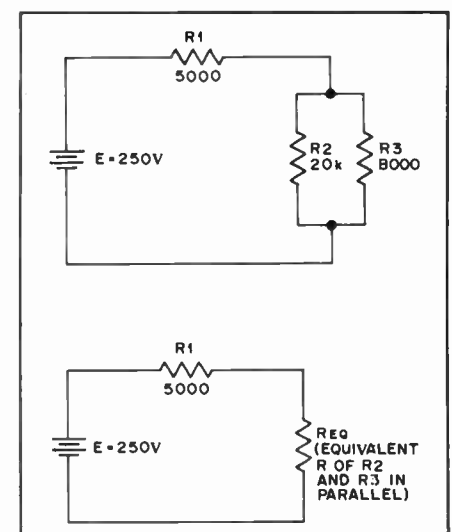 R1
5000
E=250V
R2
20k
R3
8000
R1
5000
E=250V
REQ
(EQUIVALENT
R OF R2
AND R3 IN
PARALLEL)